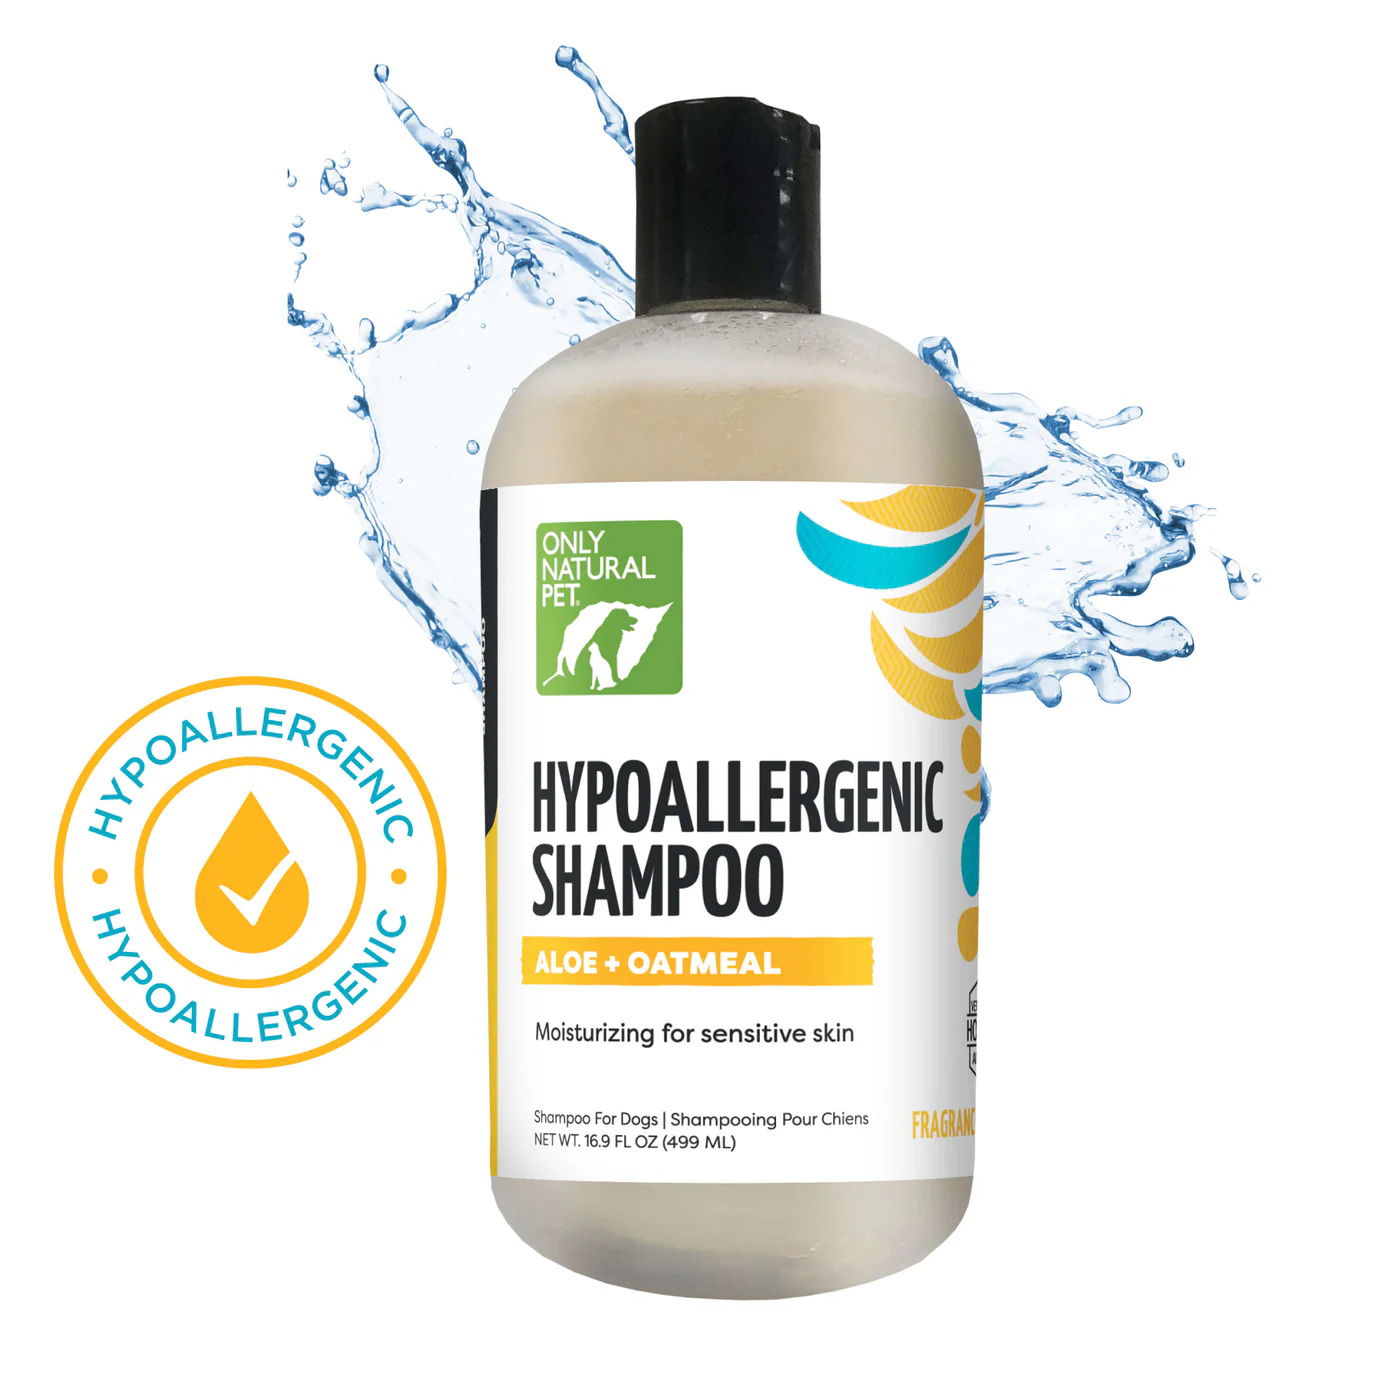 ONLY
NATURAL
PET®
SHAMPOO
HYPOALLERGENIC
SHAMPOO
ALOE + OATMEAL
Moisturizing for sensitive skin
Shampoo For Dogs | Shampooing Pour Chiens
NET WT. 16.9 FL OZ (499 ML)
HYPOALLERGENIC
HYPOALLERGENIC